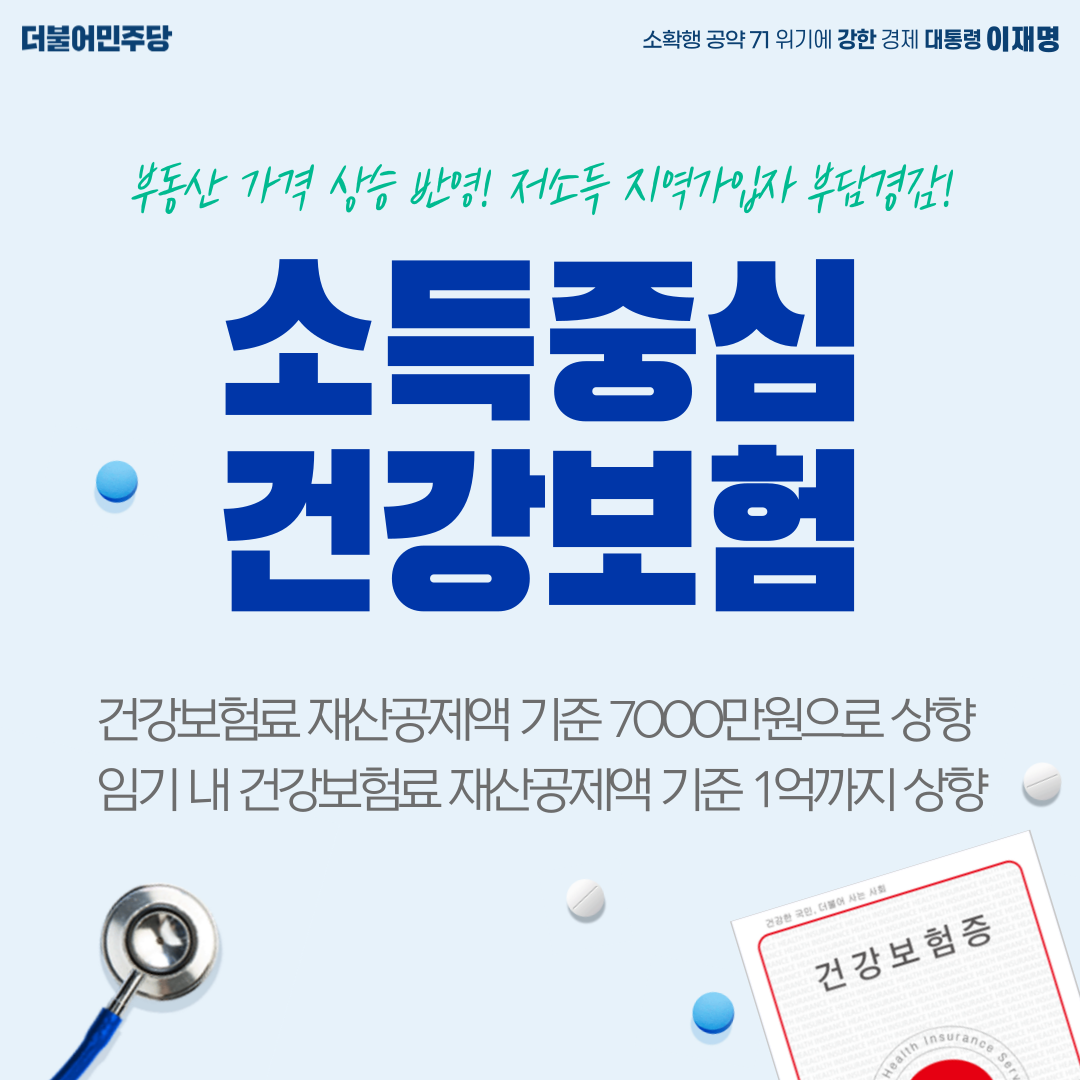 더불어민주당
소확행 공약 71 위기에 강한 경제 대통령 이재명
부동산 가격 상승 반영! 저소득 지역가입자 부담경감!
소득중심
건강보험
건강보험료 재산공제액 기준 7000만원으로 상향
임기 내 건강보험료 재산공제액 기준 1억까지 상향
건강한 국민, 더불어 사는 사회
건강보험증
Health Insurance Serv